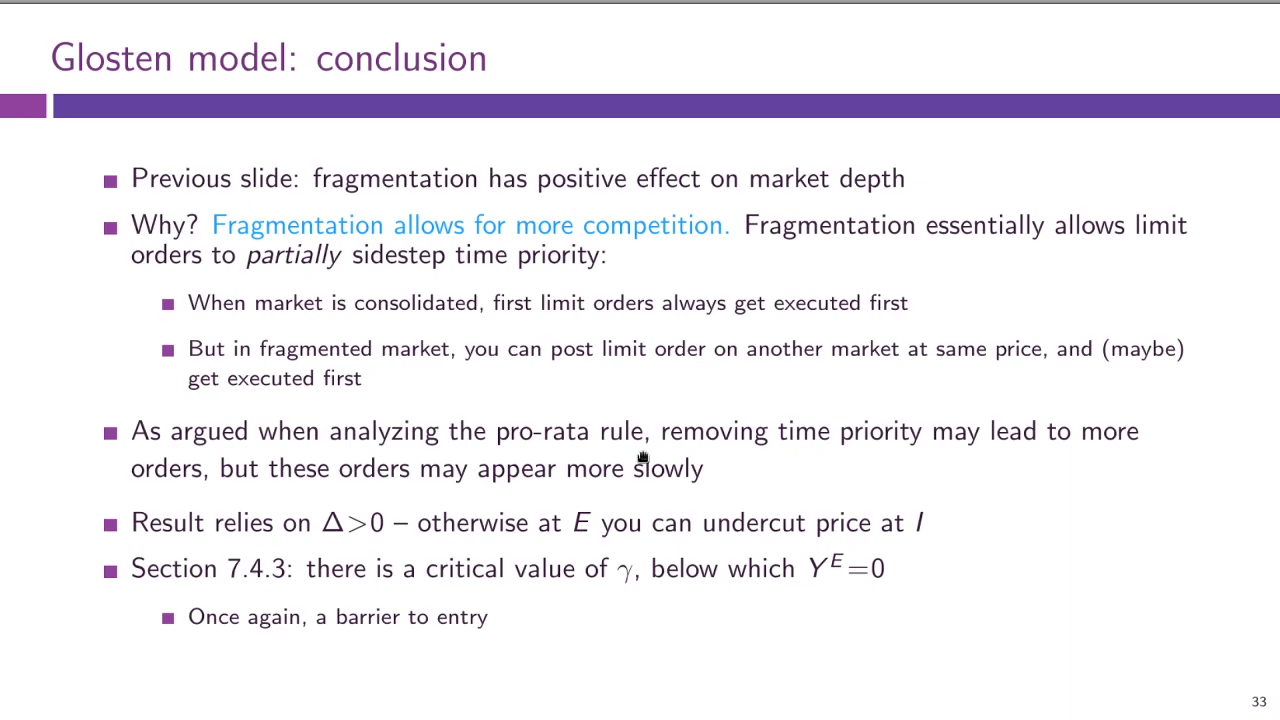 Glosten model: conclusion
Previous slide: fragmentation has positive effect on market depth
Why? Fragmentation allows for more competition. Fragmentation essentially allows limit
orders to partially sidestep time priority:
When market is consolidated, first limit orders always get executed first
But in fragmented market, you can post limit order on another market at same price, and (maybe)
get executed first
As argued when analyzing the pro-rata rule, removing time priority may lead to more
orders, but these orders may appear more slowly
Result relies on Δ>0 – otherwise at E you can undercut price at I
Section 7.4.3: there is a critical value of γ, below which Y^E=0
Once again, a barrier to entry
33